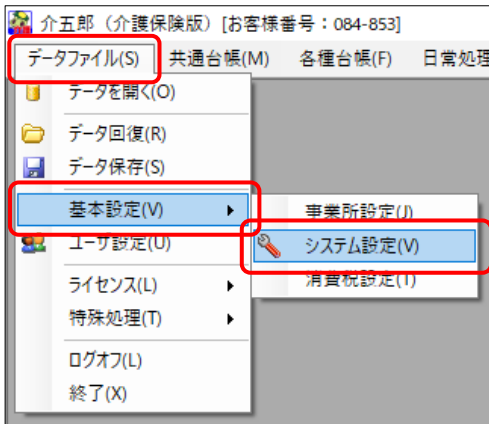 介五郎（介護保険版）[お客様番号：084-853]
データファイル(S) 共通台帳(M) 各種台帳(F) 日常処理
データを開く(O)
データ回復(R)
データ保存(S)
基本設定(V)
事業所設定(J)
ユーザ設定(U)
システム設定(V)
消費税設定(T)
ライセンス(L)
特殊処理(T)
ログオフ(L)
終了(X)